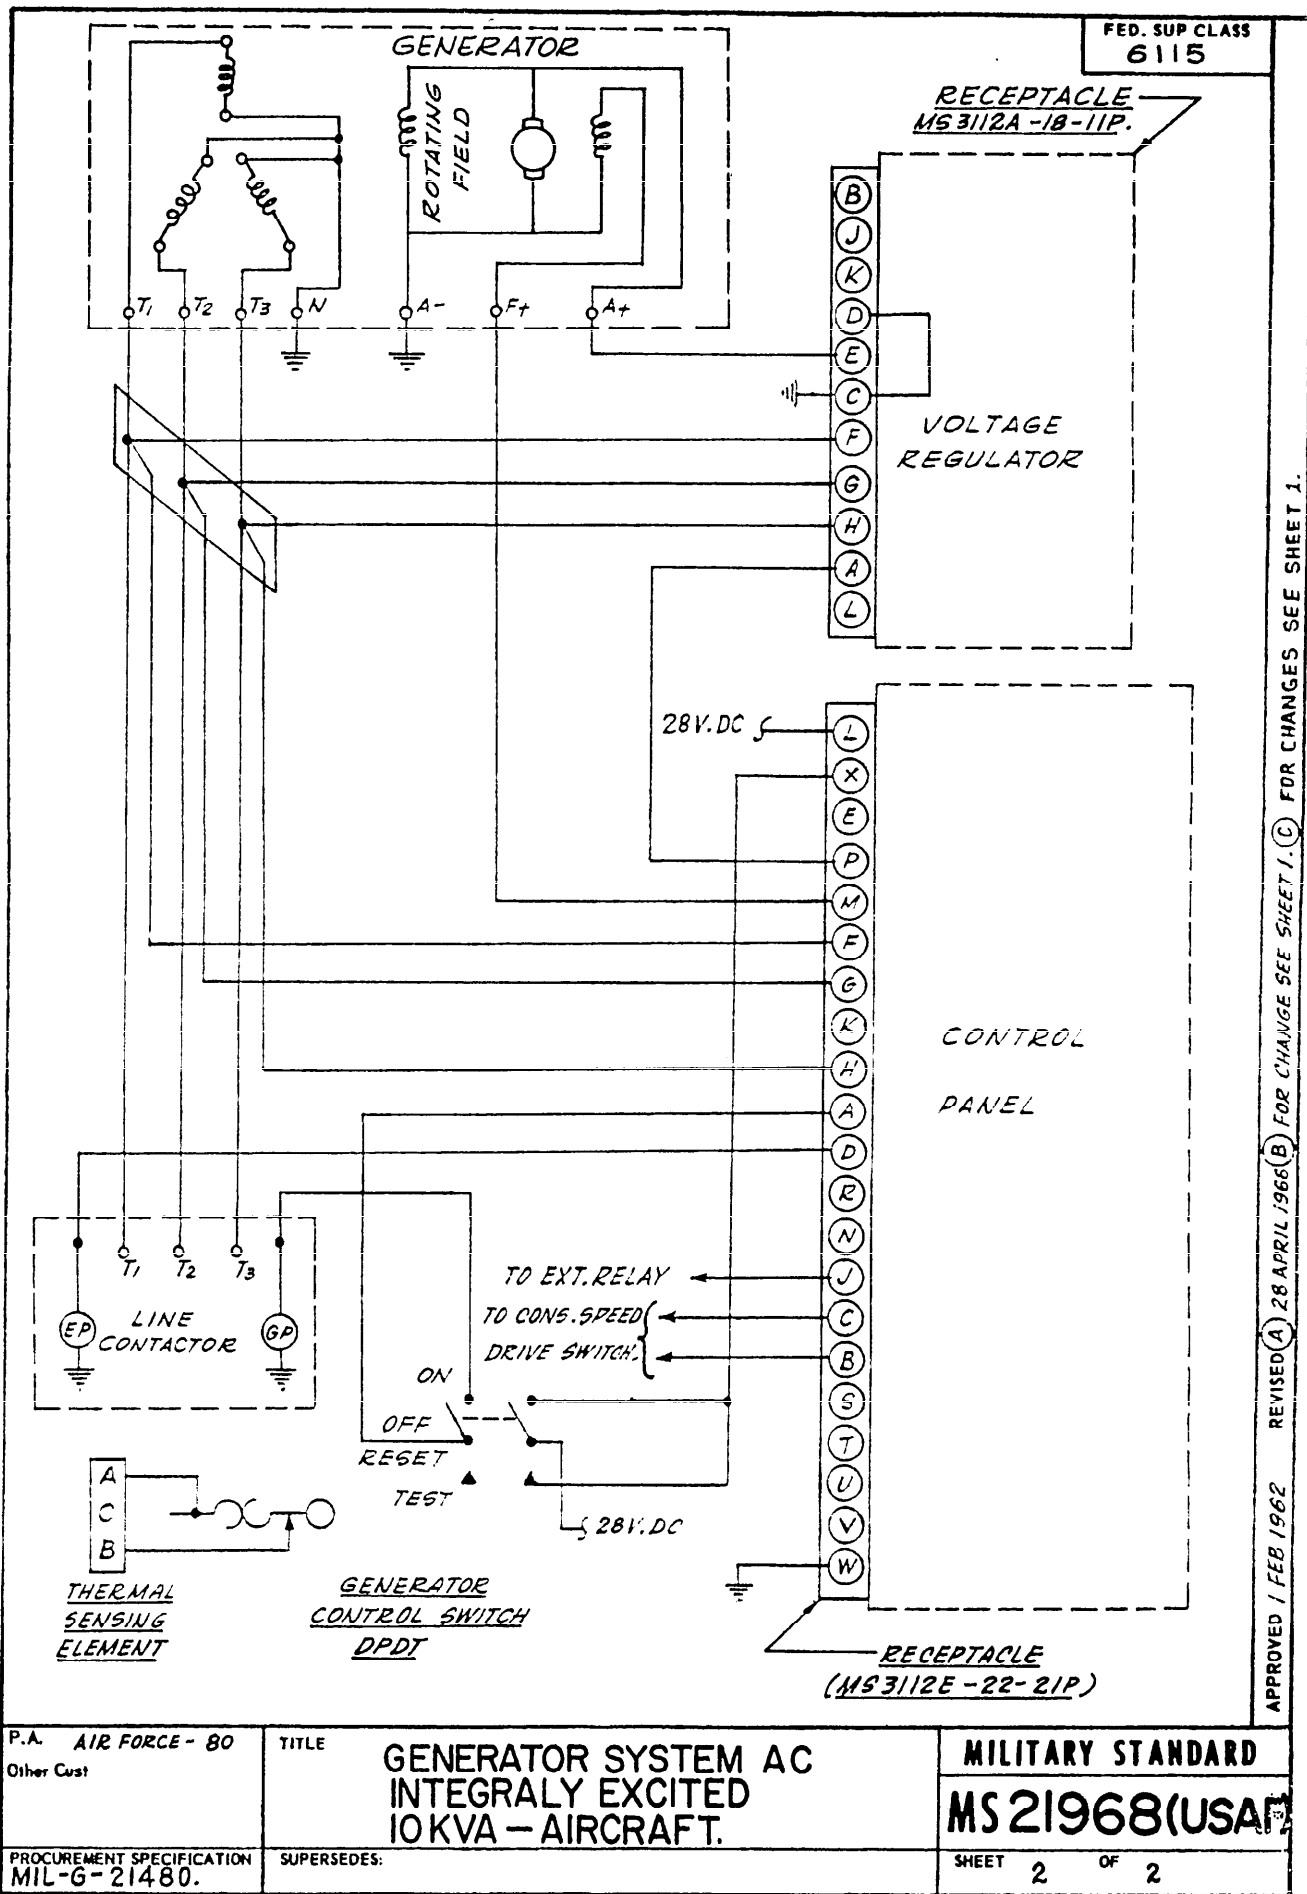 FED. SUP CLASS
6115
GENERATOR
ROTATING
FIELD
T1
T2
T3
N
A-
F+
A+
RECEPTACLE
MS3112A-18-11P.
B
J
K
D
E
C
F
G
H
A
L
VOLTAGE
REGULATOR
28V.DC
L
X
E
P
M
F
G
K
H
A
D
R
N
J
C
B
S
T
U
V
W
CONTROL
PANEL
T1
T2
T3
EP
LINE
CONTACTOR
GP
TO EXT.RELAY
TO CONS.SPEED
DRIVE SWITCH.
ON
OFF
RESET
TEST
28V.DC
A
C
B
THERMAL
SENSING
ELEMENT
GENERATOR
CONTROL SWITCH
DPDT
RECEPTACLE
(MS3112E-22-21P)
APPROVED 1 FEB 1962 REVISED (A) 28 APRIL 1966 (B) FOR CHANGE SEE SHEET 1. (C) FOR CHANGES SEE SHEET 1.
P.A. AIR FORCE - 80
Other Cust
TITLE
GENERATOR SYSTEM AC
INTEGRALY EXCITED
10KVA — AIRCRAFT.
MILITARY STANDARD
MS 21968(USAF
PROCUREMENT SPECIFICATION
MIL-G-21480.
SUPERSEDES:
SHEET 2 OF 2